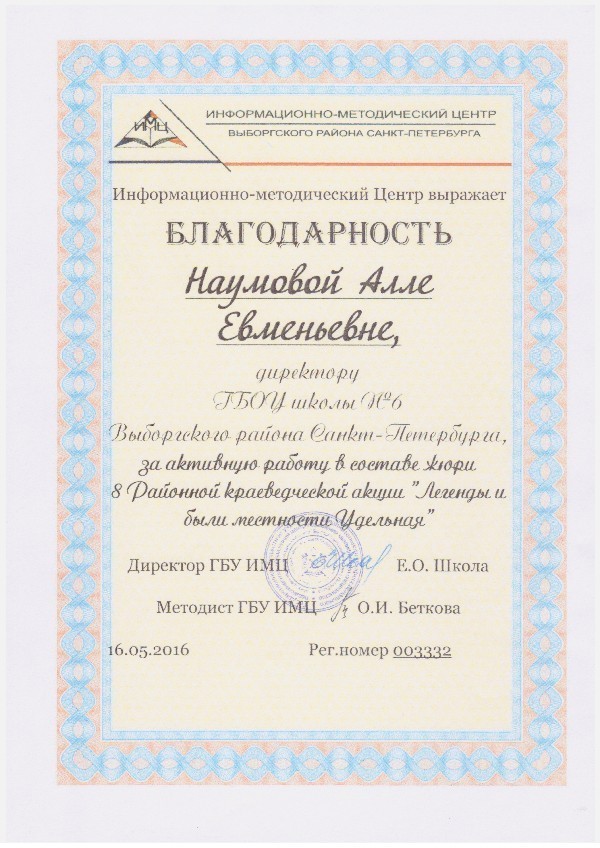 ИМЦ
ИНФОРМАЦИОННО-МЕТОДИЧЕСКИЙ ЦЕНТР
ВЫБОРГСКОГО РАЙОНА САНКТ-ПЕТЕРБУРГА
Информационно-методический Центр выражает
БЛАГОДАРНОСТЬ
Наумовой Алле
Евменьевне,
директору
ГБОУ школы №6
Выборгского района Санкт-Петербурга,
за активную работу в составе жюри
8 Районной краеведческой акции "Легенды и
были местности Удельная"
Директор ГБУ ИМЦ Е.О. Школа
Методист ГБУ ИМЦ О.И. Беткова
16.05.2016 Рег.номер 003332